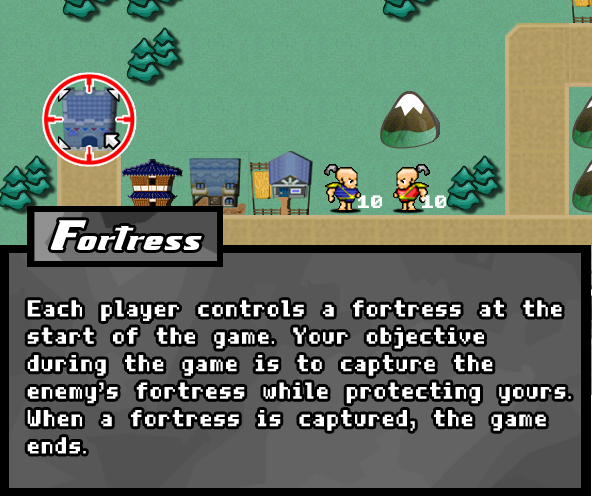 10 10
Fortress
Each player controls a fortress at the
start of the game. Your objective
during the game is to capture the
enemy's fortress while protecting yours.
When a fortress is captured, the game
ends.